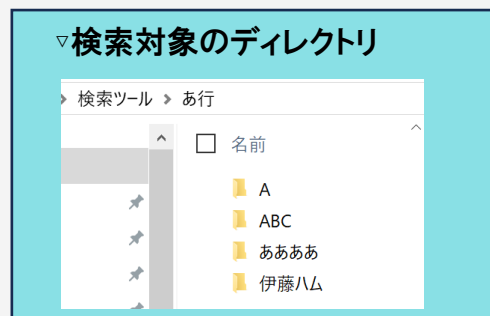 ▽検索対象のディレクトリ
検索ツール > あ行
名前
A
ABC
ああああ
伊藤ハム